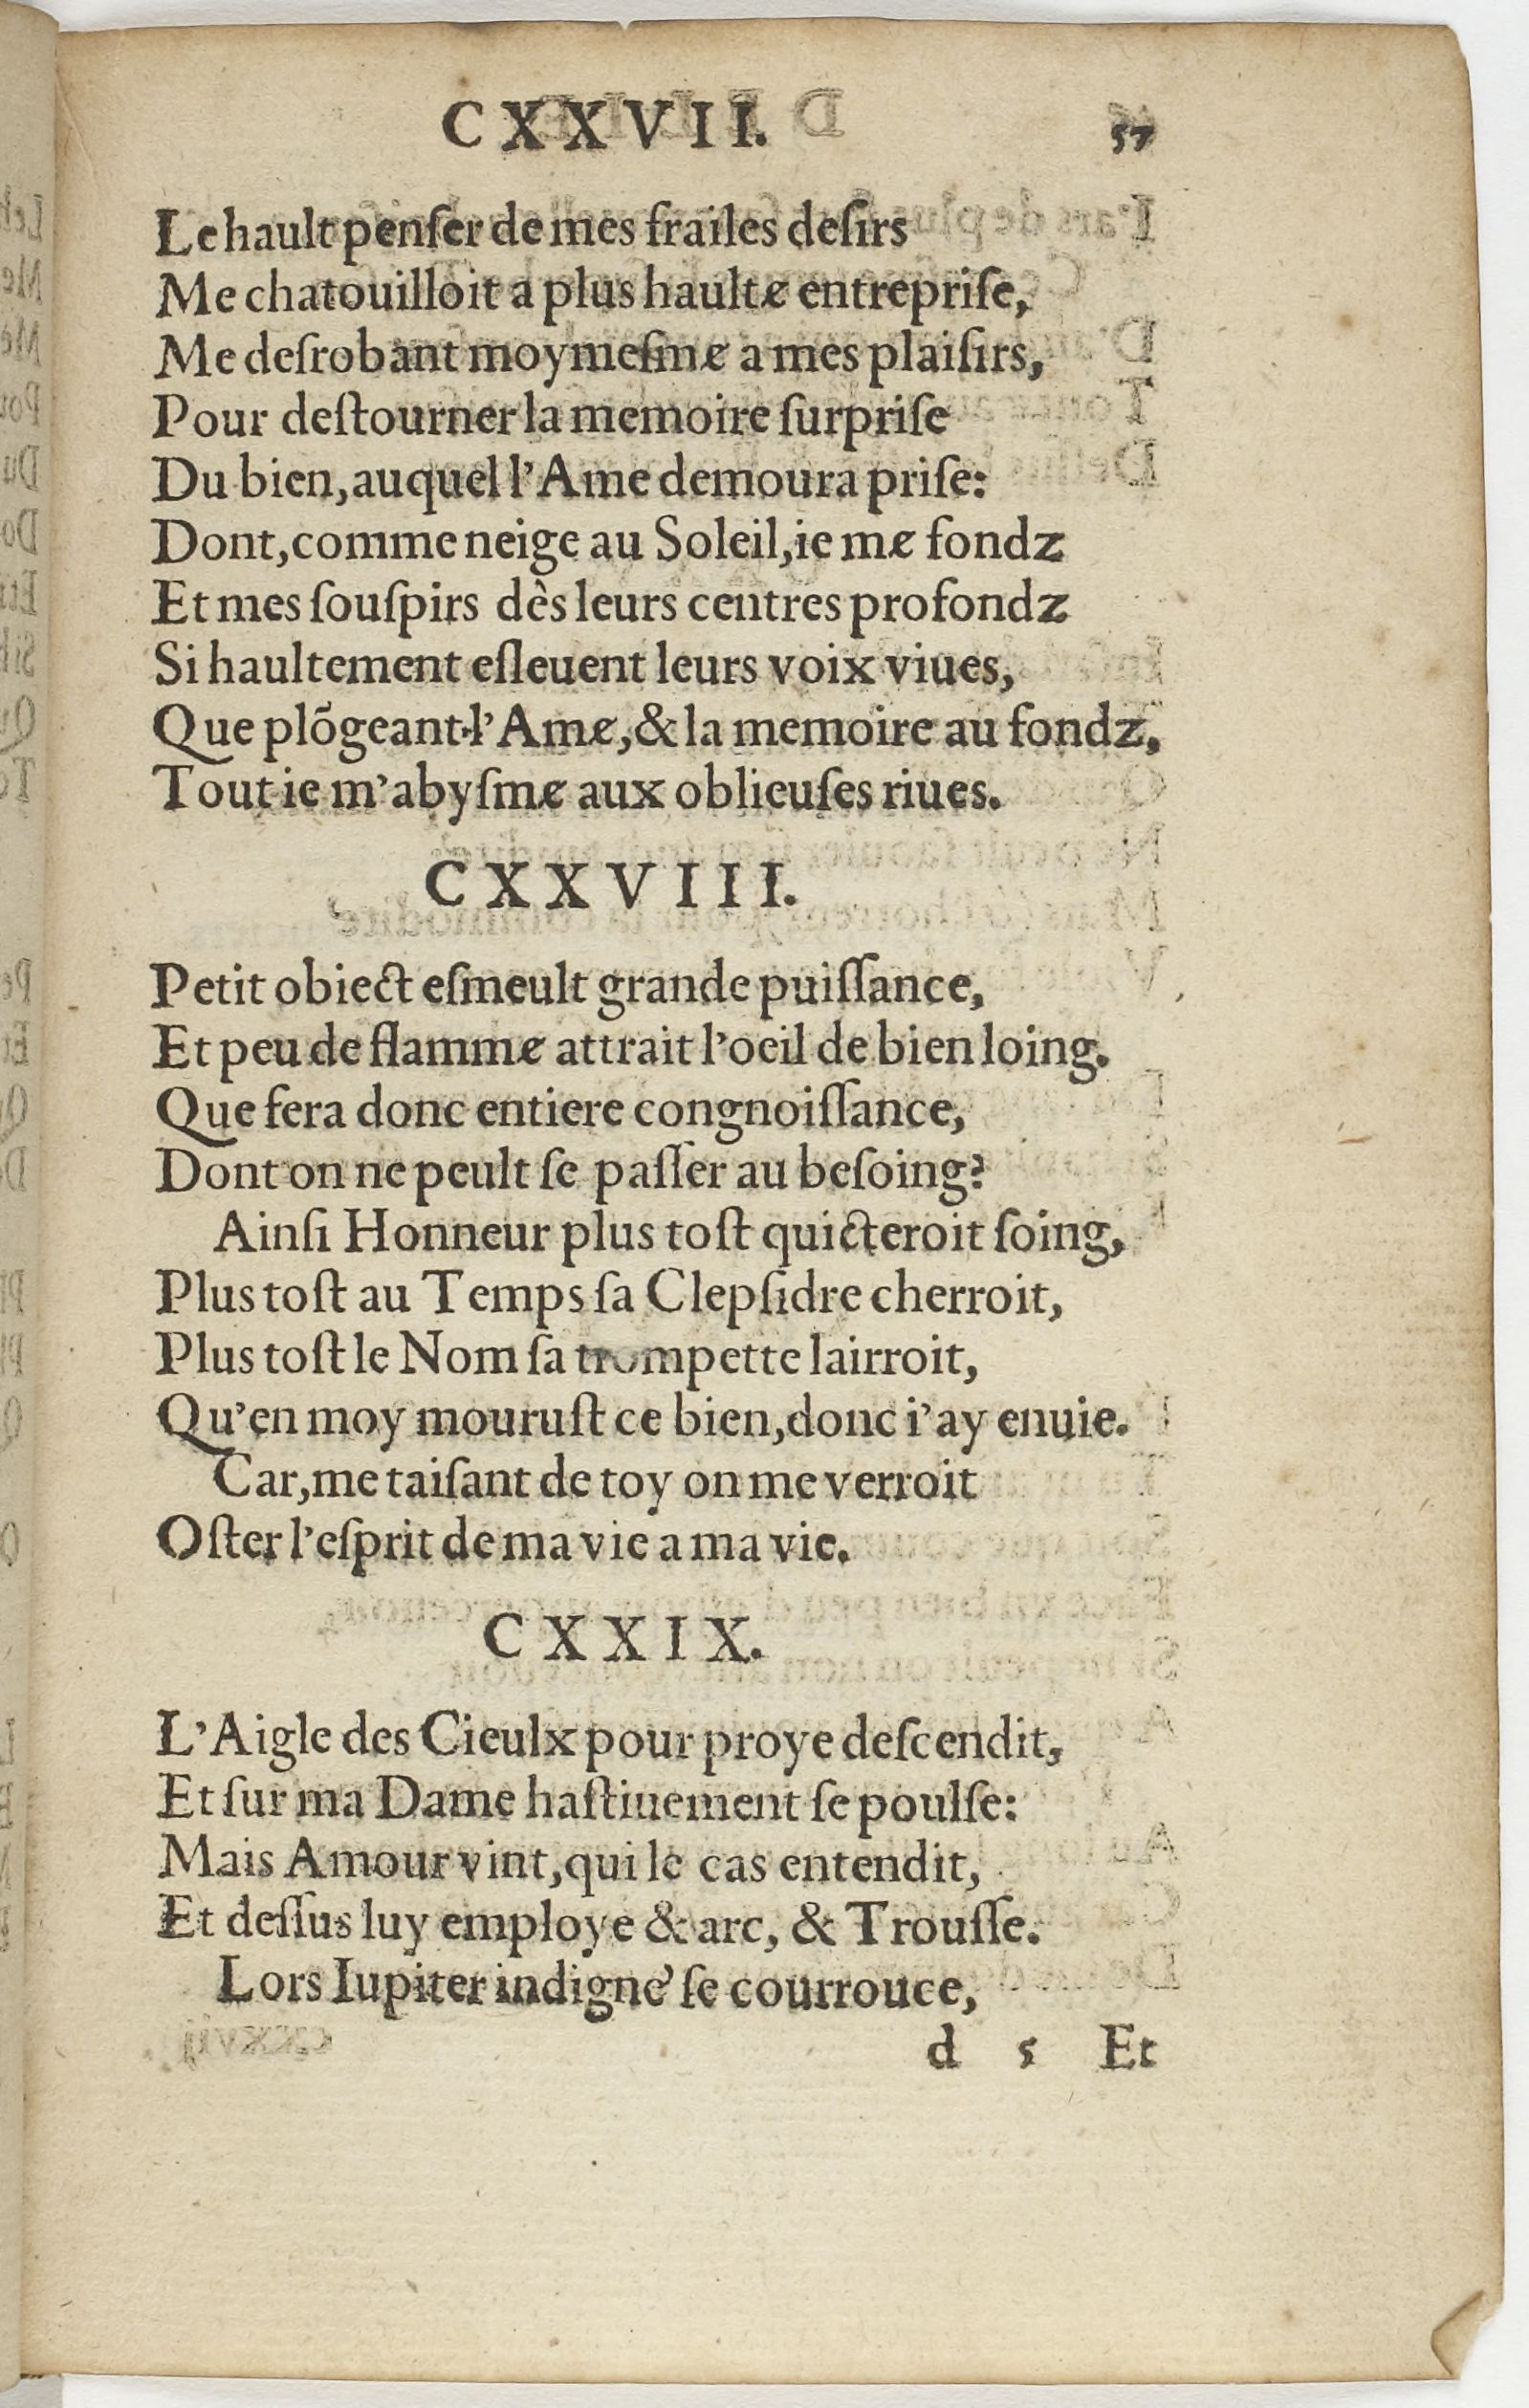 CXXVII. 57
Le hault penſer de mes frailes deſirs
Me chatouilloit a plus haulte entrepriſe,
Me deſrobant moymeſme a mes plaiſirs,
Pour deſtourner la memoire ſurpriſe
Du bien, auquel l'Ame demoura priſe:
Dont, comme neige au Soleil, ie me fondz
Et mes ſouſpirs dès leurs centres profondz
Si haultement eſleuent leurs voix viues,
Que plõgeant l'Ame, & la memoire au fondz,
Tout ie m'abyſme aux oblieuſes riues.
CXXVIII.
Petit obiect eſmeult grande puiſſance,
Et peu de flamme attrait l'oeil de bien loing.
Que fera donc entiere congnoiſſance,
Dont on ne peult ſe paſſer au beſoing?
Ainſi Honneur plus toſt quicteroit ſoing,
Plus toſt au Temps ſa Clepſidre cherroit,
Plus toſt le Nom ſa trompette lairroit,
Qu'en moy mouruſt ce bien, donc i'ay enuie.
Car, me taiſant de toy on me verroit
Oſter l'eſprit de ma vie a ma vie.
CXXIX.
L'Aigle des Cieulx pour proye deſcendit,
Et ſur ma Dame haſtiuement ſe poulſe:
Mais Amour vint, qui le cas entendit,
Et deſſus luy employe & arc, & Trouſſe.
Lors Iupiter indigné ſe courrouce,
d 5 Et